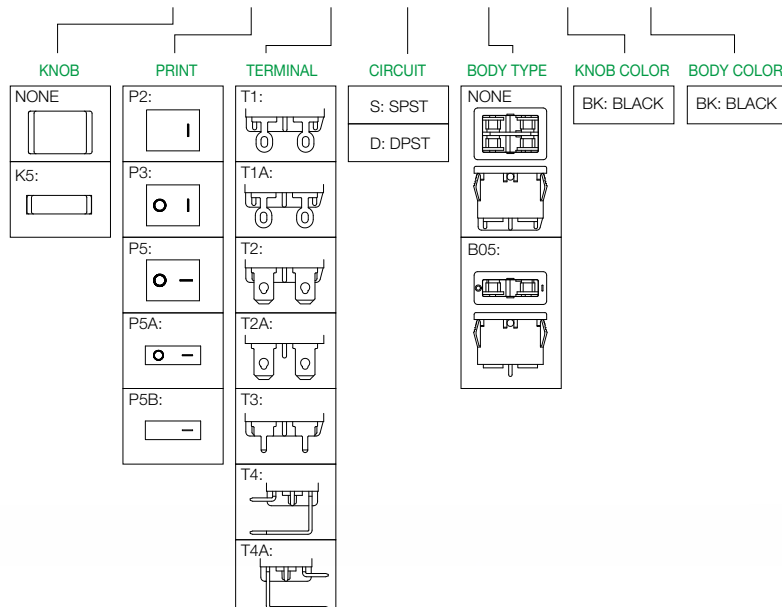 KNOB
PRINT
TERMINAL
CIRCUIT
BODY TYPE
KNOB COLOR
BODY COLOR
NONE
K5:
P2:
P3:
P5:
P5A:
P5B:
T1:
T1A:
T2:
T2A:
T3:
T4:
T4A:
S: SPST
D: DPST
NONE
B05:
BK: BLACK
BK: BLACK